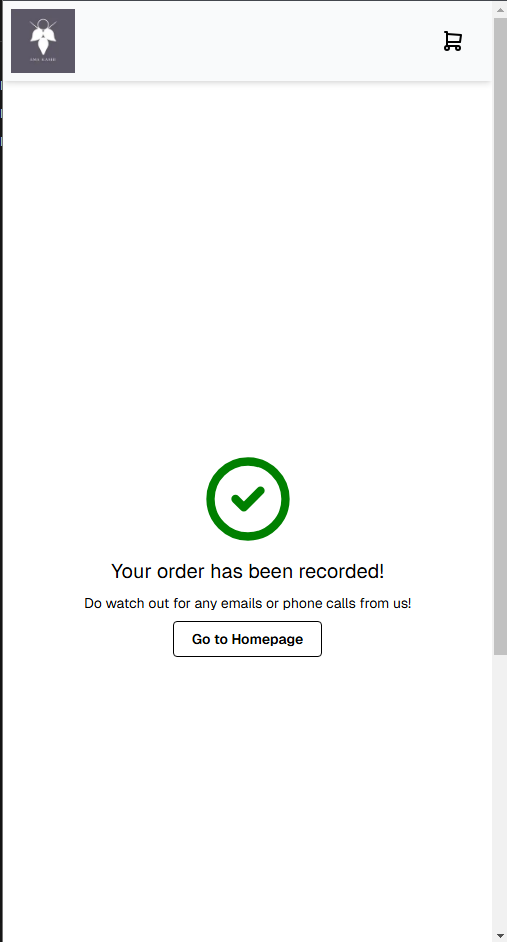 Your order has been recorded!
Do watch out for any emails or phone calls from us!
Go to Homepage